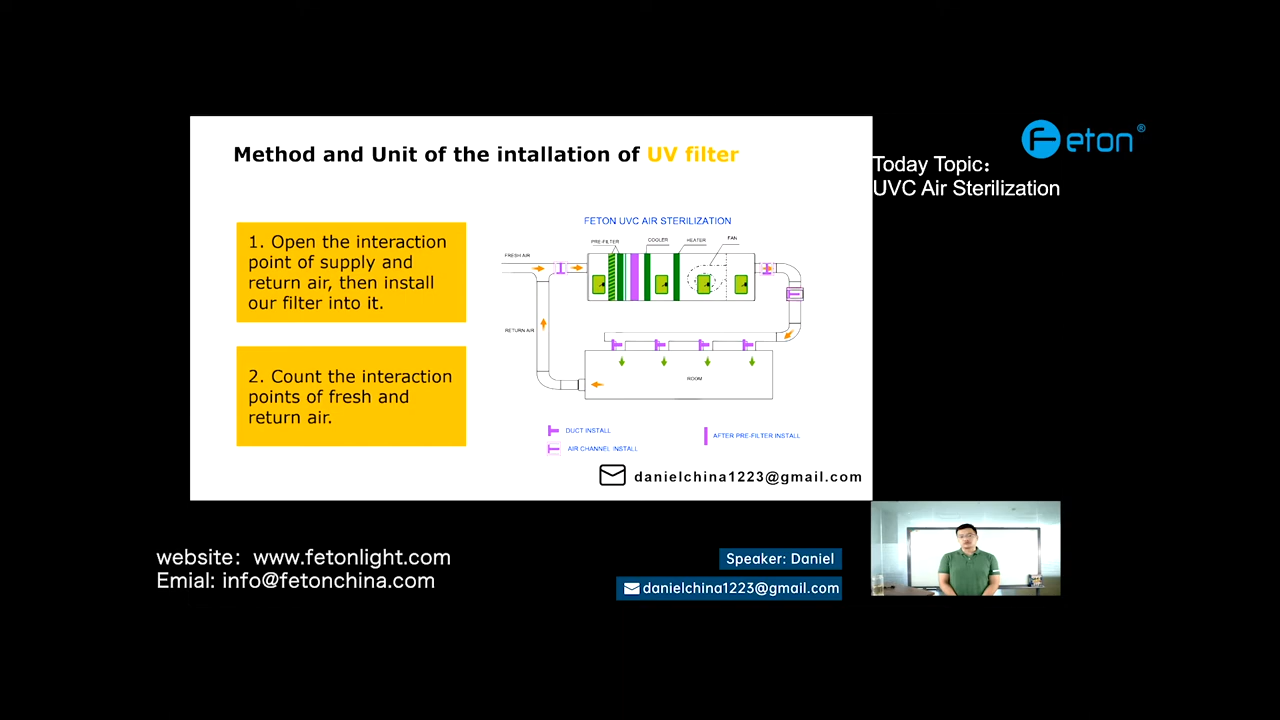 Method and Unit of the intallation of UV filter
1. Open the interaction
point of supply and
return air, then install
our filter into it.
2. Count the interaction
points of fresh and
return air.
FETON UVC AIR STERILIZATION
PRE-FILTER
COOLER
HEATER
FAN
FRESH AIR
RETURN AIR
ROOM
DUCT INSTALL
AIR CHANNEL INSTALL
AFTER PRE-FILTER INSTALL
danielchina1223@gmail.com
Feton®
Today Topic：
UVC Air Sterilization
website：www.fetonlight.com
Emial: info@fetonchina.com
Speaker: Daniel
danielchina1223@gmail.com